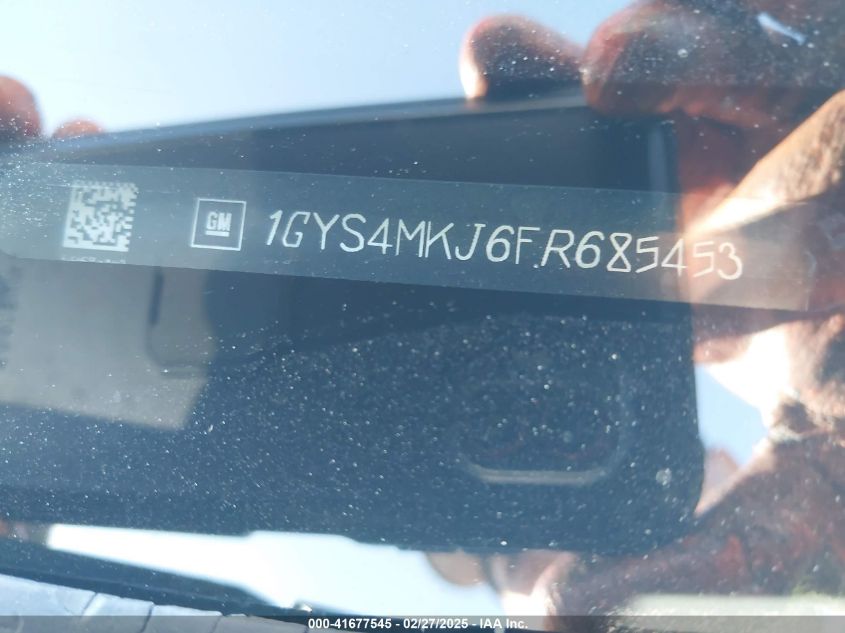 GM 1GYS4MKJ6FR685453
000-41677545 - 02/27/2025 - IAA Inc.